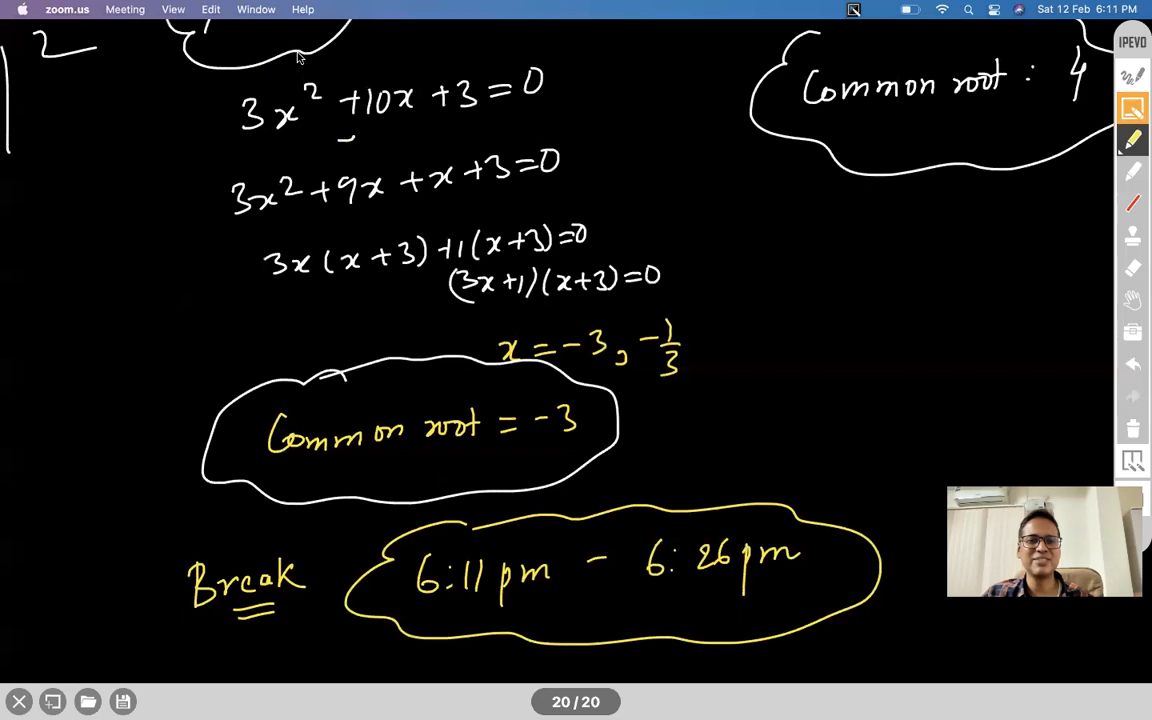 zoom.us Meeting View Edit Window Help Sat 12 Feb 6:11 PM
IPEVO
2
Common root : 4
3x² + 10x + 3 = 0
3x² + 9x + x + 3 = 0
3x(x + 3) + 1(x + 3) = 0
(3x + 1)(x + 3) = 0
x = -3, -1/3
Common root = -3
Break 6:11 pm - 6:26 pm
20 / 20